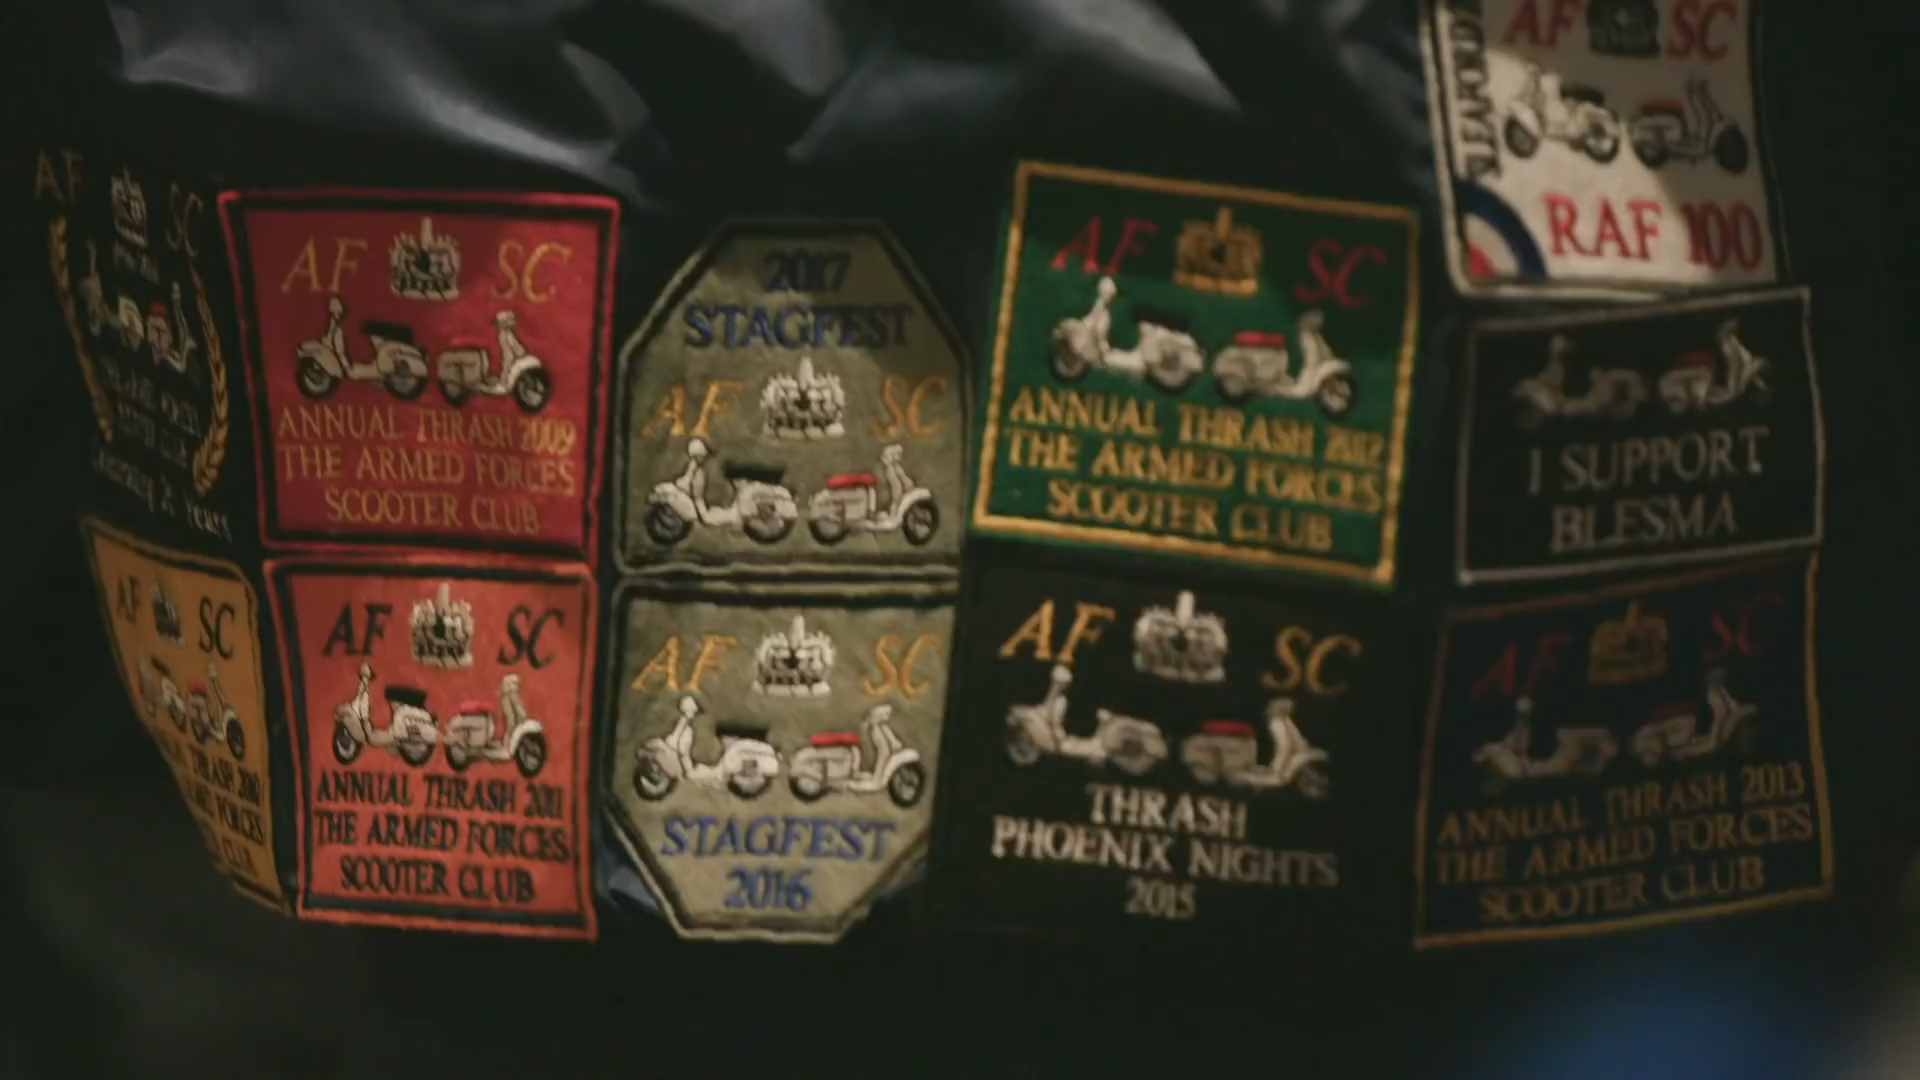 AF SC
AF SC
ANNUAL THRASH 2009
THE ARMED FORCES
SCOOTER CLUB
2017
STAGFEST
AF SC
AF SC
ANNUAL THRASH 2012
THE ARMED FORCES
SCOOTER CLUB
SLEAFORD
AF SC
RAF 100
I SUPPORT
BLESMA
AF SC
THRASH
FORCES
AF SC
ANNUAL THRASH 2011
THE ARMED FORCES
SCOOTER CLUB
AF SC
STAGFEST
2016
AF SC
THRASH
PHOENIX NIGHTS
2015
AF SC
ANNUAL THRASH 2013
THE ARMED FORCES
SCOOTER CLUB